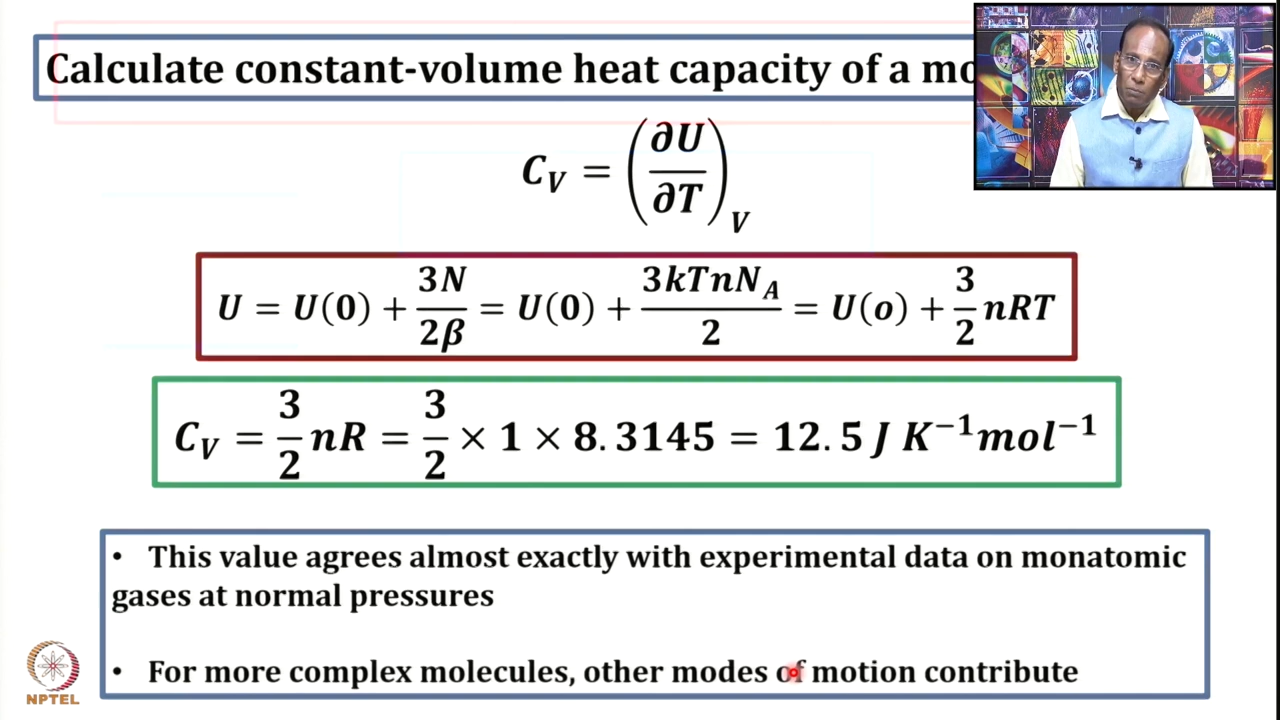 Calculate constant-volume heat capacity of a mo
C_V = (∂U/∂T)_V
U = U(0) + 3N/2β = U(0) + 3kTnN_A/2 = U(o) + 3/2 nRT
C_V = 3/2 nR = 3/2 × 1 × 8.3145 = 12.5 J K⁻¹mol⁻¹
• This value agrees almost exactly with experimental data on monatomic
gases at normal pressures
• For more complex molecules, other modes of motion contribute
NPTEL